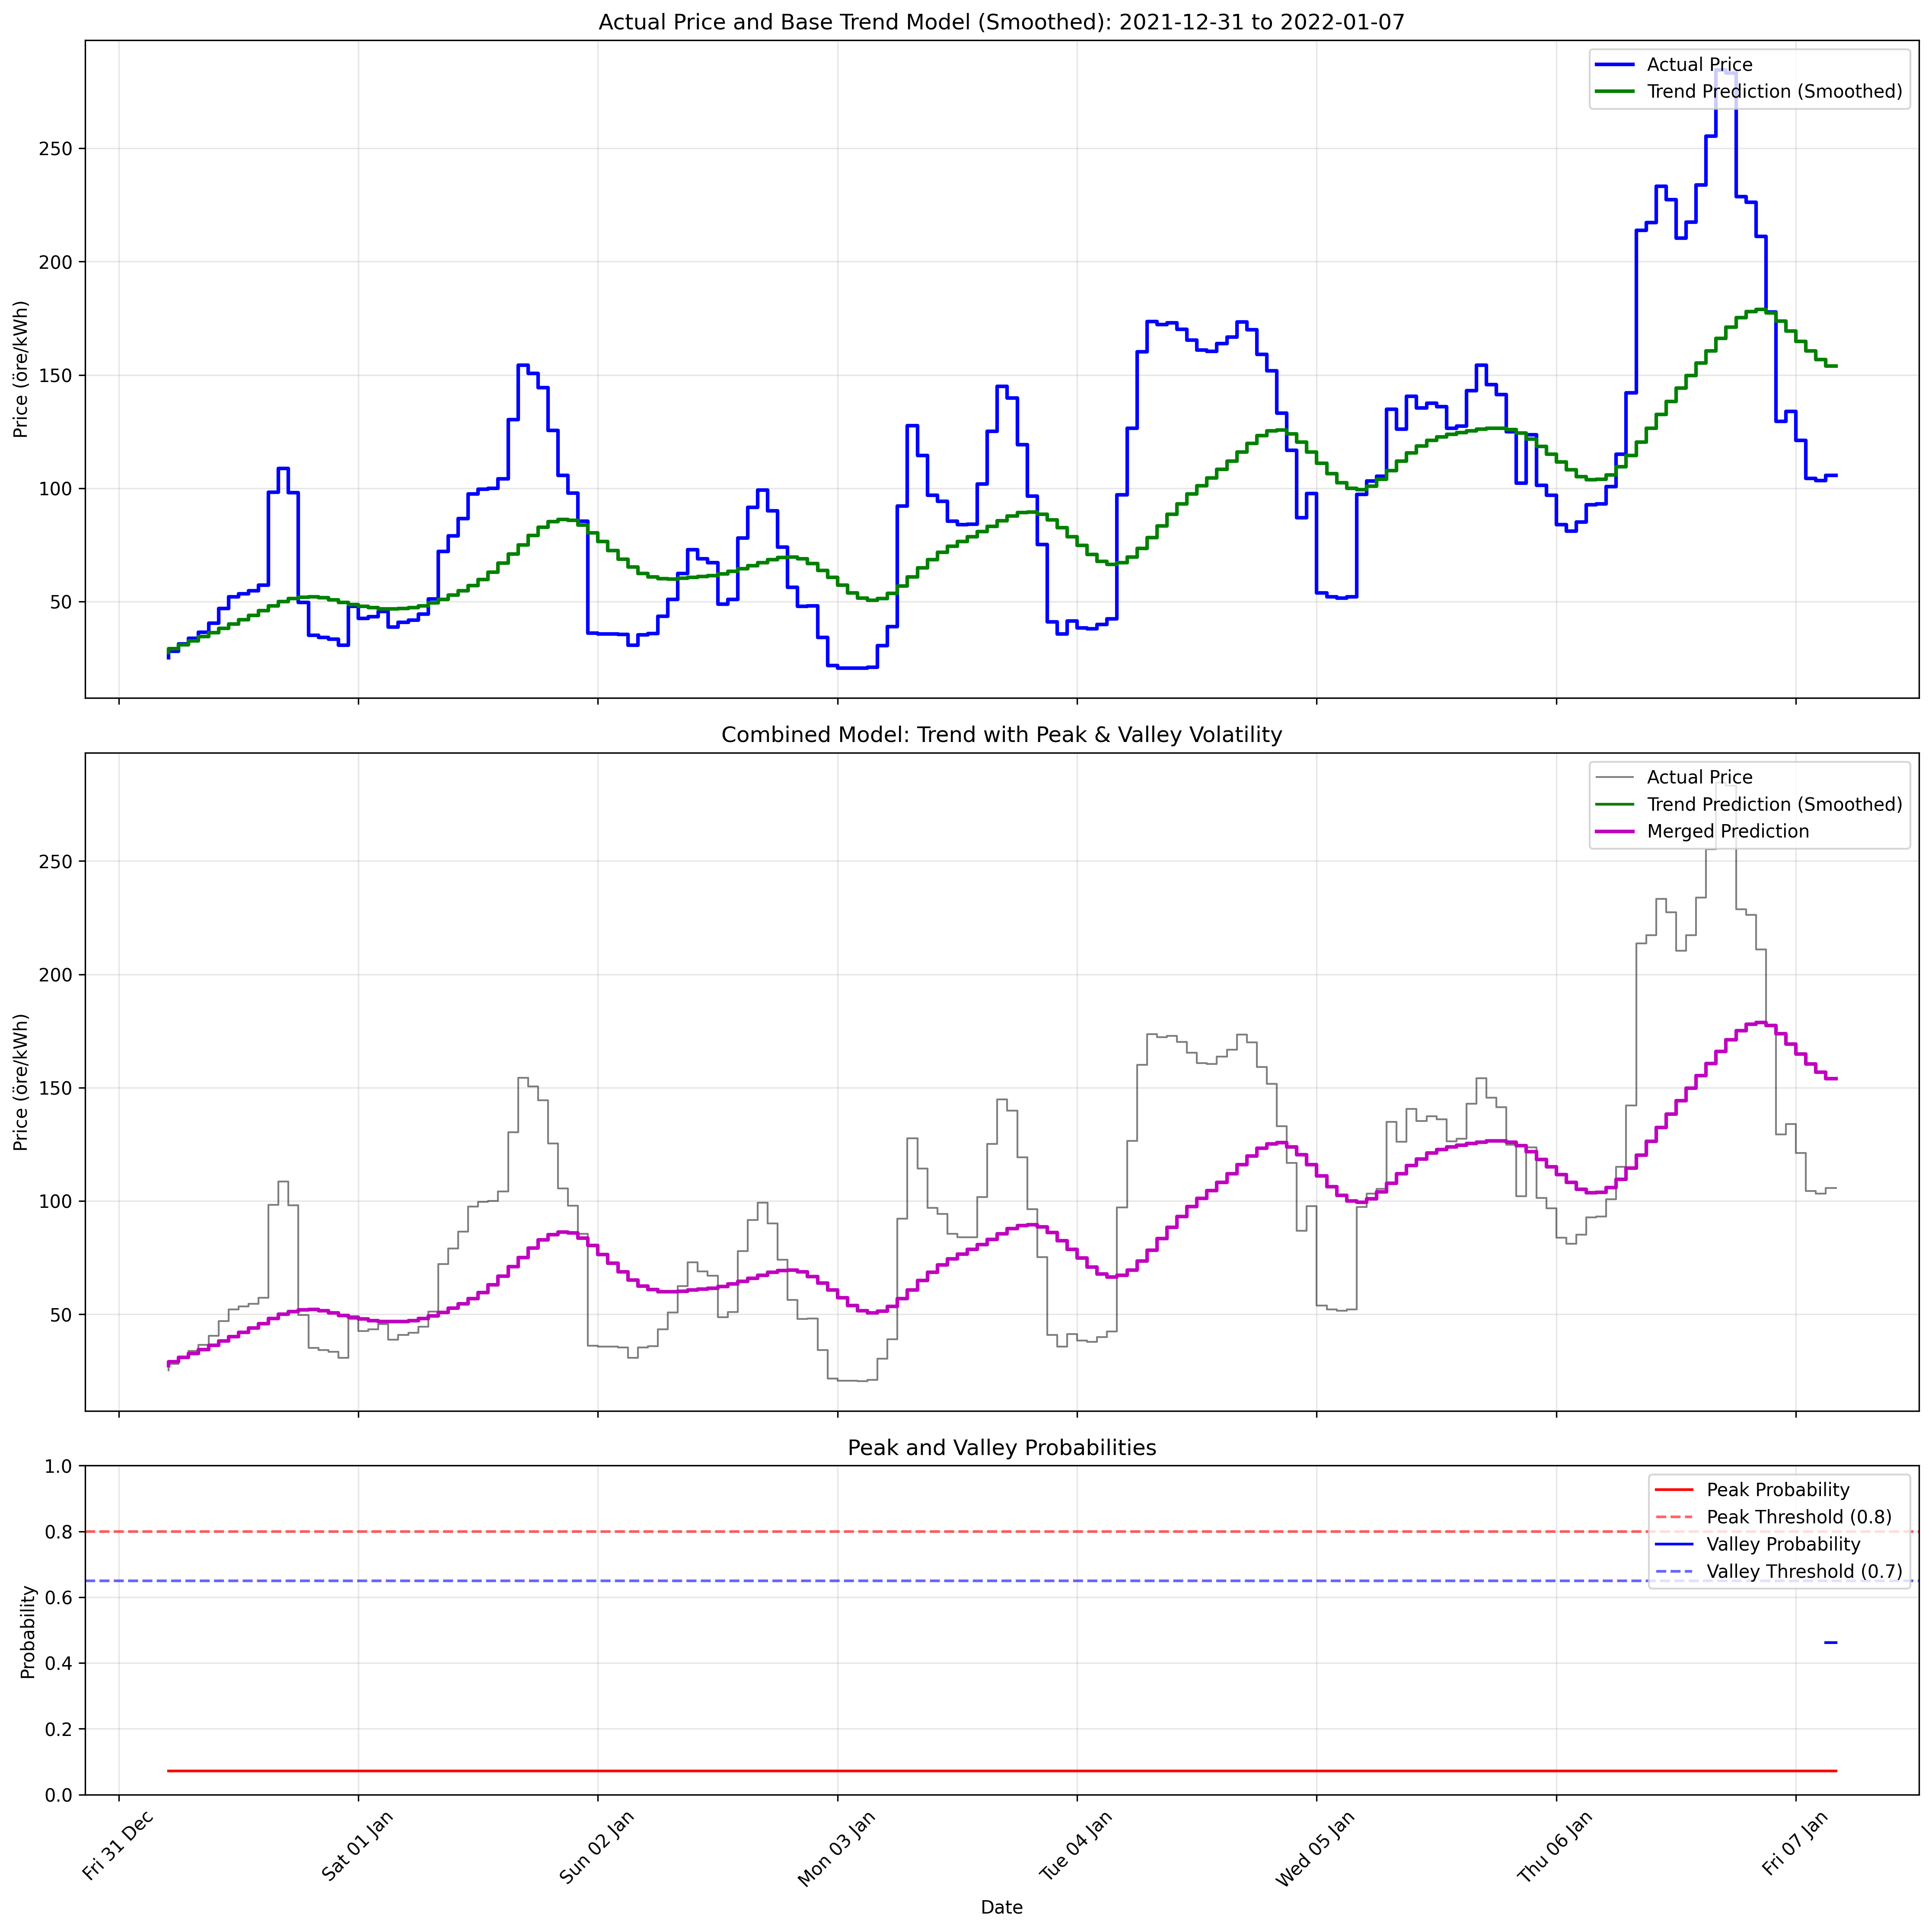 Actual Price and Base Trend Model (Smoothed): 2021-12-31 to 2022-01-07
Actual Price
Trend Prediction (Smoothed)
Price (öre/kWh)
250
200
150
100
50
Combined Model: Trend with Peak & Valley Volatility
Actual Price
Trend Prediction (Smoothed)
Merged Prediction
Price (öre/kWh)
250
200
150
100
50
Peak and Valley Probabilities
Peak Probability
Peak Threshold (0.8)
Valley Probability
Valley Threshold (0.7)
Probability
1.0
0.8
0.6
0.4
0.2
0.0
Fri 31 Dec
Sat 01 Jan
Sun 02 Jan
Mon 03 Jan
Tue 04 Jan
Wed 05 Jan
Thu 06 Jan
Fri 07 Jan
Date